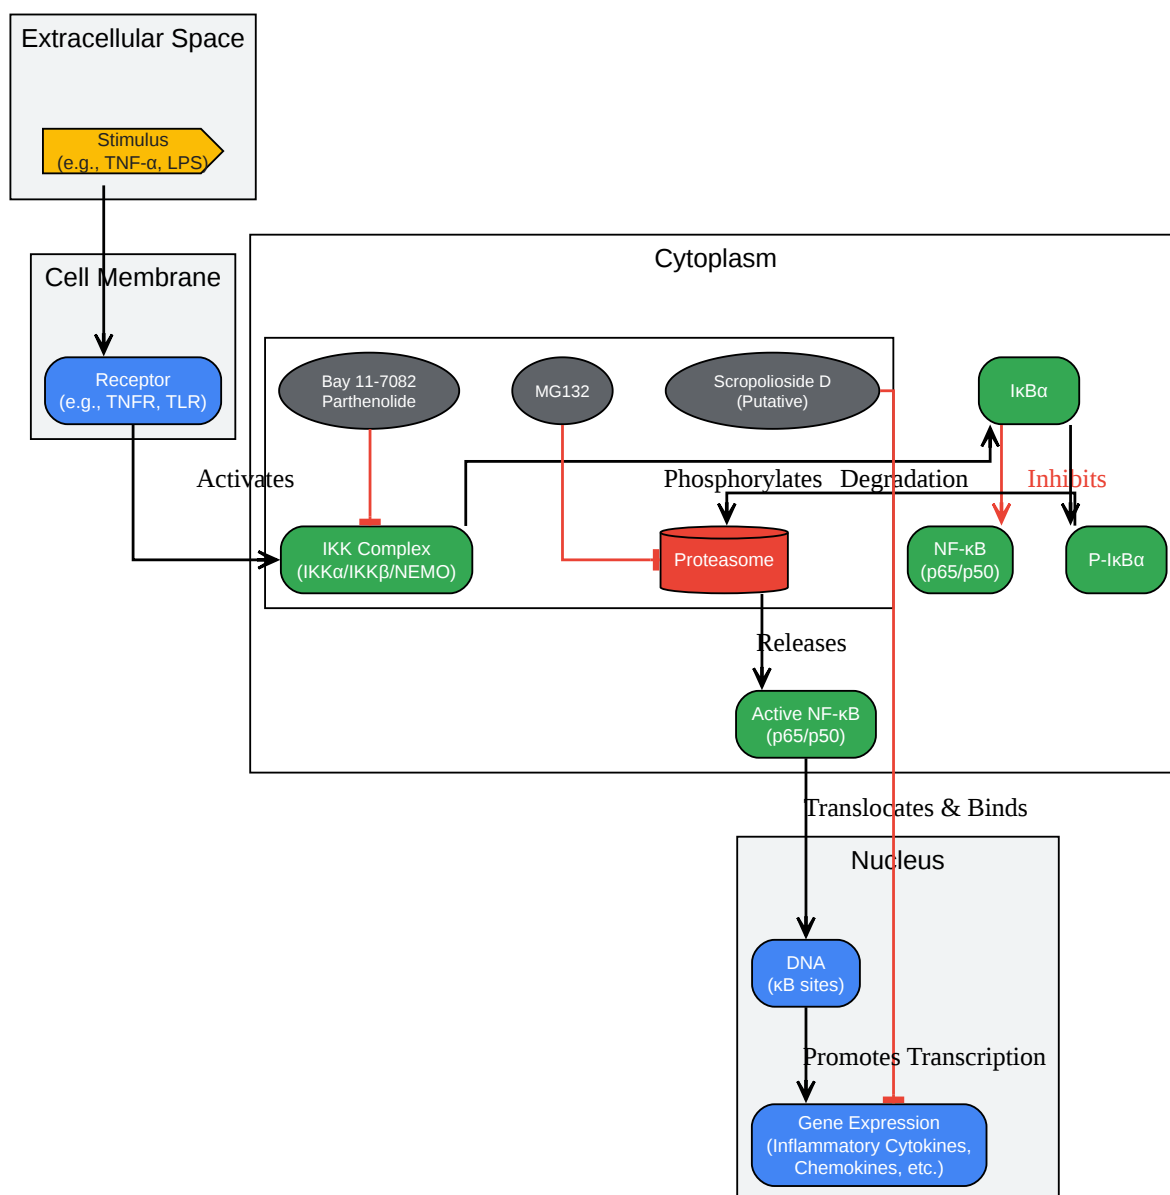 Extracellular Space
Stimulus
(e.g., TNF-α, LPS)
Cell Membrane
Receptor
(e.g., TNFR, TLR)
Cytoplasm
Bay 11-7082
Parthenolide
MG132
Scropolioside D
(Putative)
IκBα
Activates
Phosphorylates
Degradation
Inhibits
IKK Complex
(IKKα/IKKβ/NEMO)
Proteasome
NF-κB
(p65/p50)
P-IκBα
Releases
Active NF-κB
(p65/p50)
Translocates & Binds
Nucleus
DNA
(κB sites)
Promotes Transcription
Gene Expression
(Inflammatory Cytokines,
Chemokines, etc.)